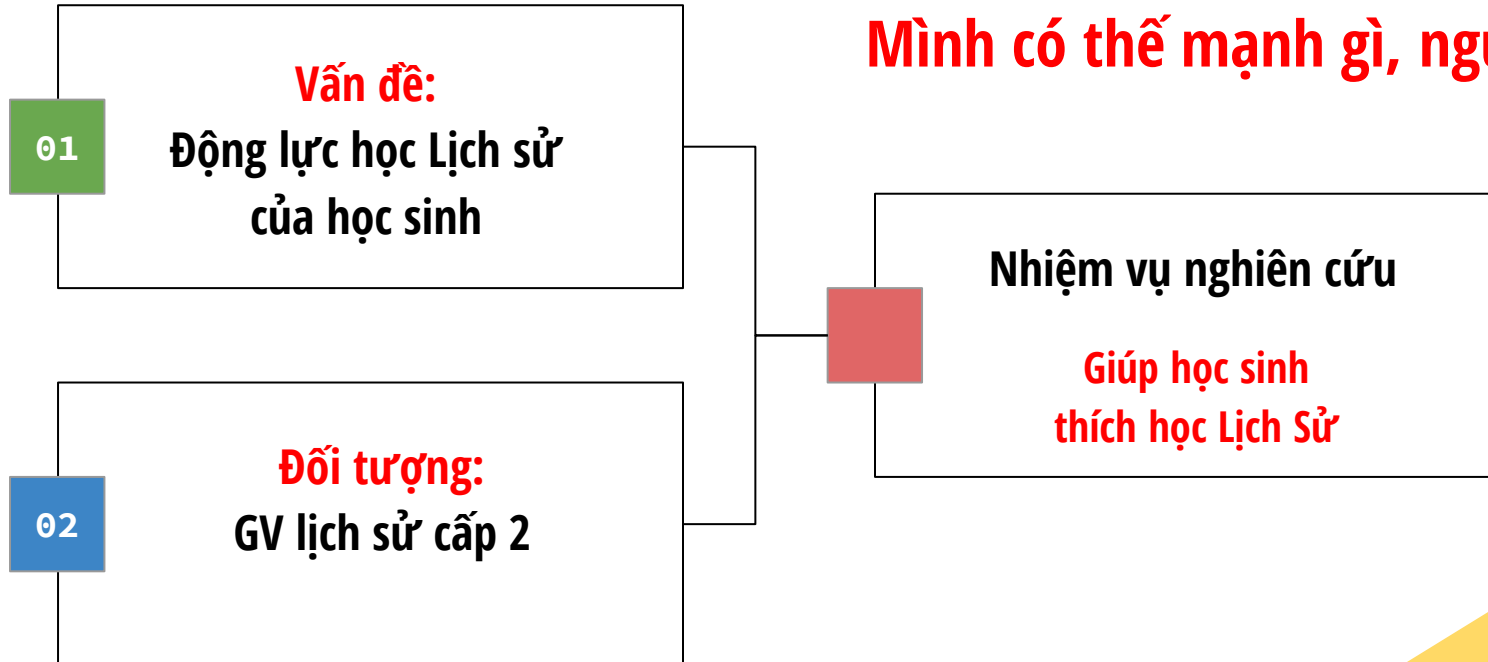 Mình có thế mạnh gì,
01
Vấn đề:
Động lực học Lịch sử
của học sinh
Nhiệm vụ nghiên cứu
Giúp học sinh
thích học Lịch Sử
02
Đối tượng:
GV lịch sử cấp 2